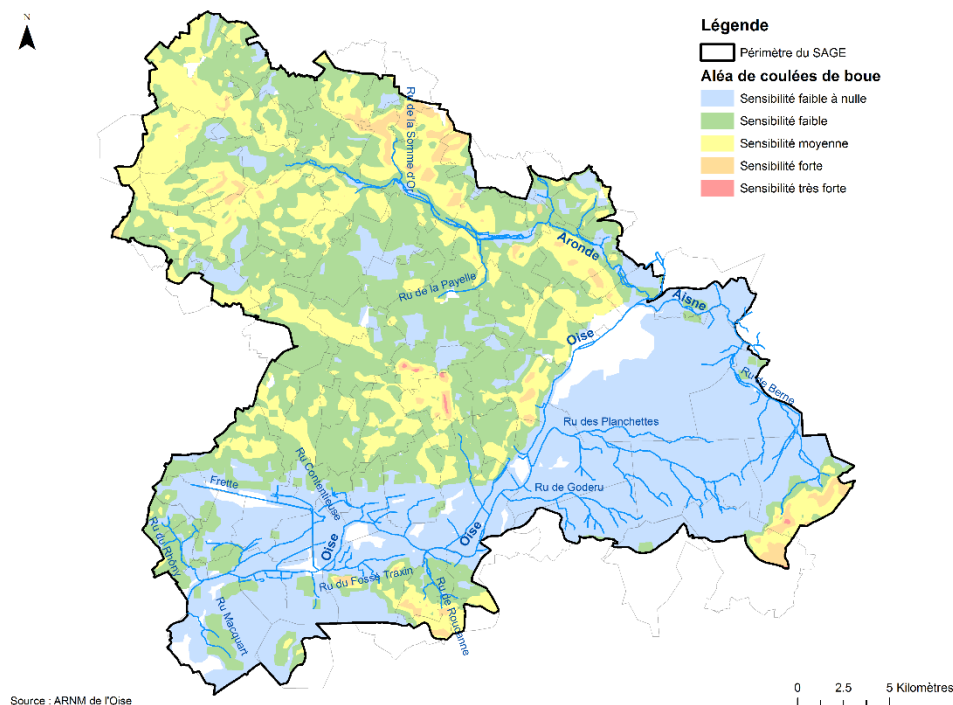 N
Légende
Périmètre du SAGE
Aléa de coulées de boue
Sensibilité faible à nulle
Sensibilité faible
Sensibilité moyenne
Sensibilité forte
Sensibilité très forte
Ru de la Somme d'Or
Aronde
Ru de la Payelle
Aisne
Oise
Ru de Berne
Ru des Planchettes
Ru de Goderu
Frette
Ru Contentieuse
Oise
Oise
Ru du Rhôny
Ru du Fossé Traxin
Ru de Roucanne
Ru Macquart
Source : ARNM de l'Oise
0 2.5 5 Kilomètres